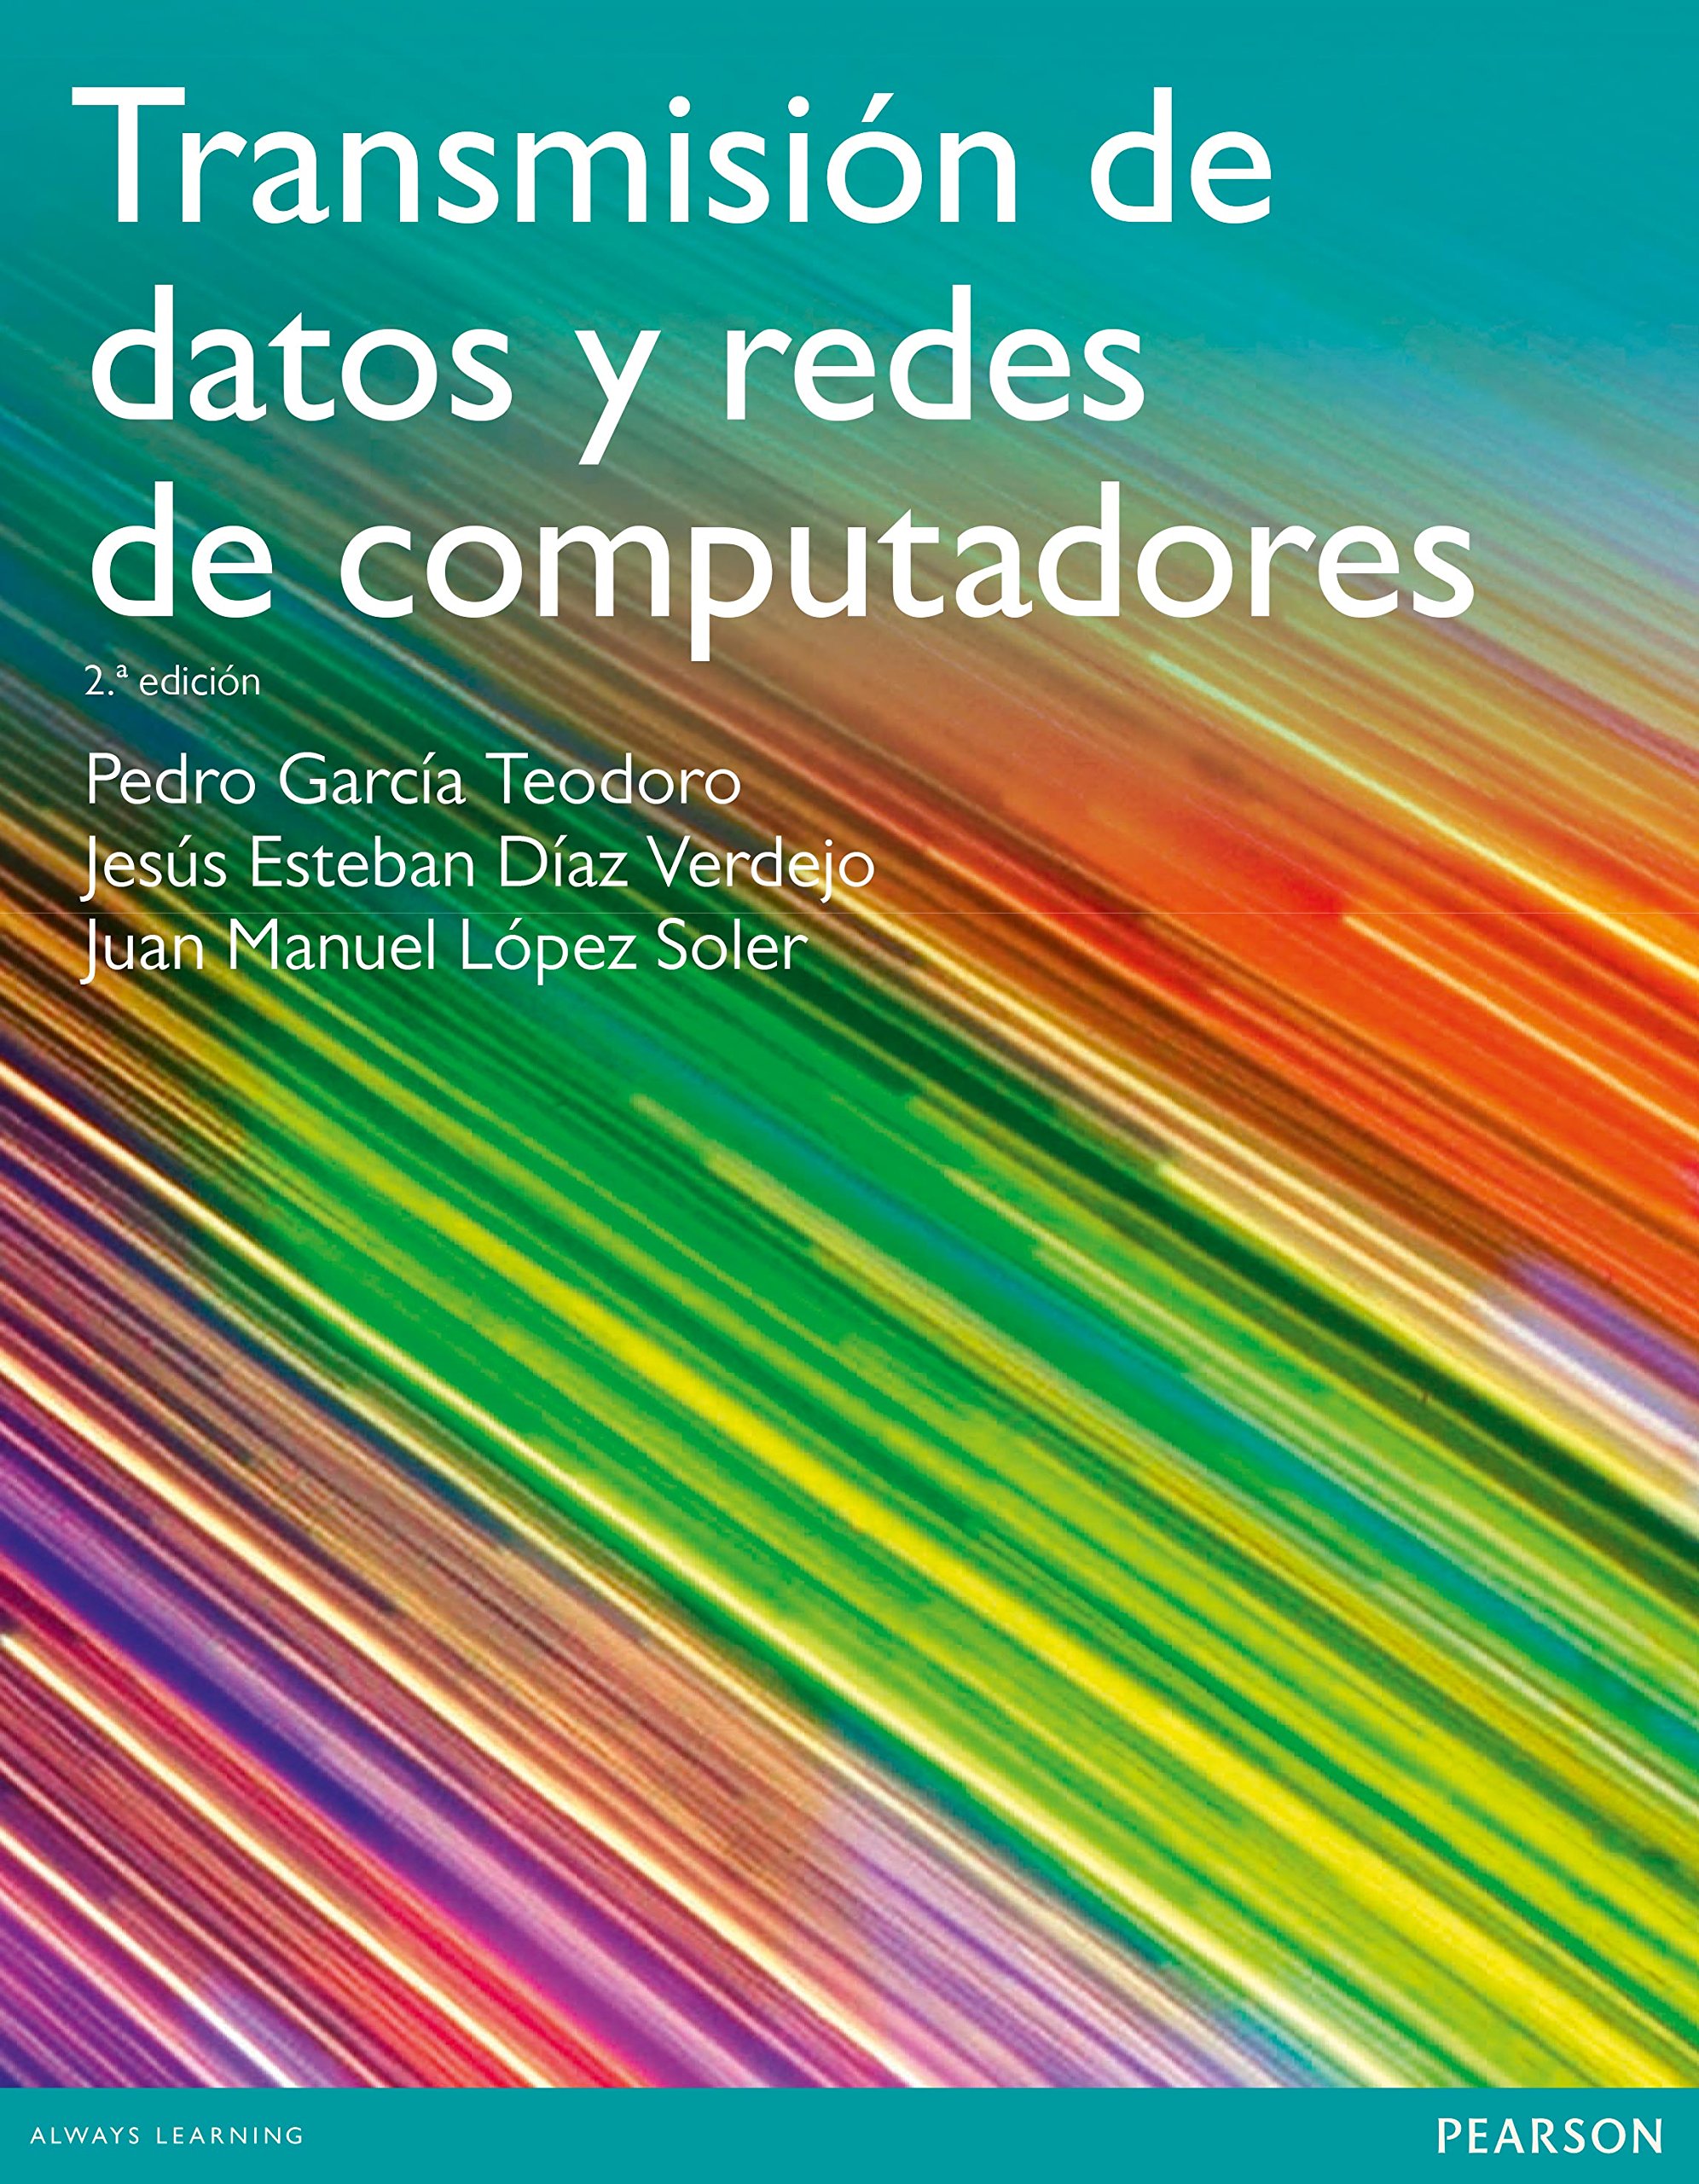 Transmisión de
datos y redes
de computadores
2.ª edición
Pedro García Teodoro
Jesús Esteban Díaz Verdejo
Juan Manuel López Soler
ALWAYS LEARNING
PEARSON